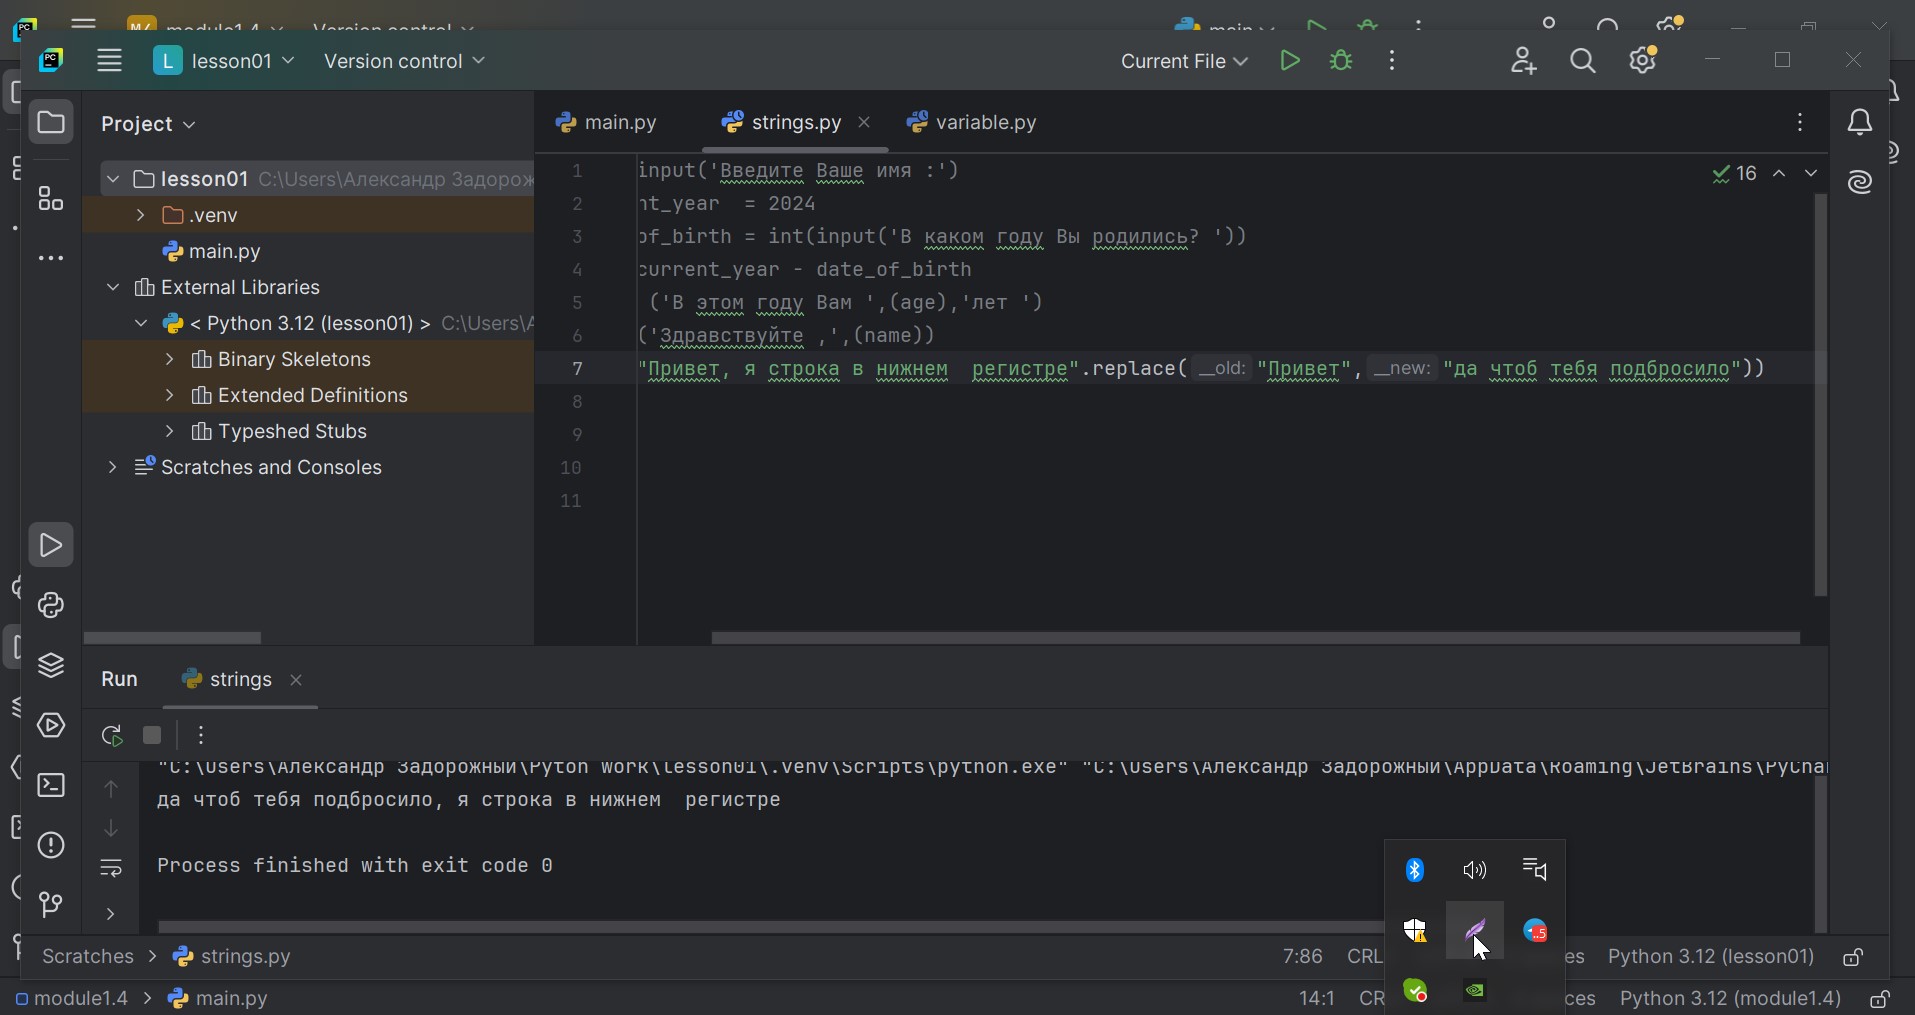 lesson01
Version control
Current File
Project
main.py
strings.py
variable.py
lesson01 C:\Users\Александр Задорож
.venv
main.py
External Libraries
< Python 3.12 (lesson01) > C:\Users\A
Binary Skeletons
Extended Definitions
Typeshed Stubs
Scratches and Consoles
16
1 input('Введите Ваше имя :')
2 nt_year  = 2024
3 of_birth = int(input('В каком году Вы родились? '))
4 current_year - date_of_birth
5 ('В этом году Вам ',(age),'лет ')
6 ('Здравствуйте ,',(name))
7 "Привет, я строка в нижнем  регистре".replace( __old: "Привет", __new: "да чтоб тебя подбросило"))
8
9
10
11
Run
strings
"C:\Users\Александр Задорожный\Pyton work\lesson01\.venv\Scripts\python.exe" "C:\Users\Александр Задорожный\AppData\Roaming\JetBrains\PyCha
да чтоб тебя подбросило, я строка в нижнем  регистре
Process finished with exit code 0
Scratches
strings.py
7:86
CRL
es
Python 3.12 (lesson01)
module1.4
main.py
14:1
CR
ces
Python 3.12 (module1.4)